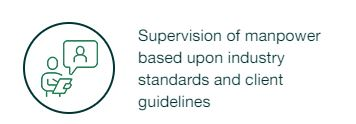 Supervision of manpower
based upon industry
standards and client
guidelines